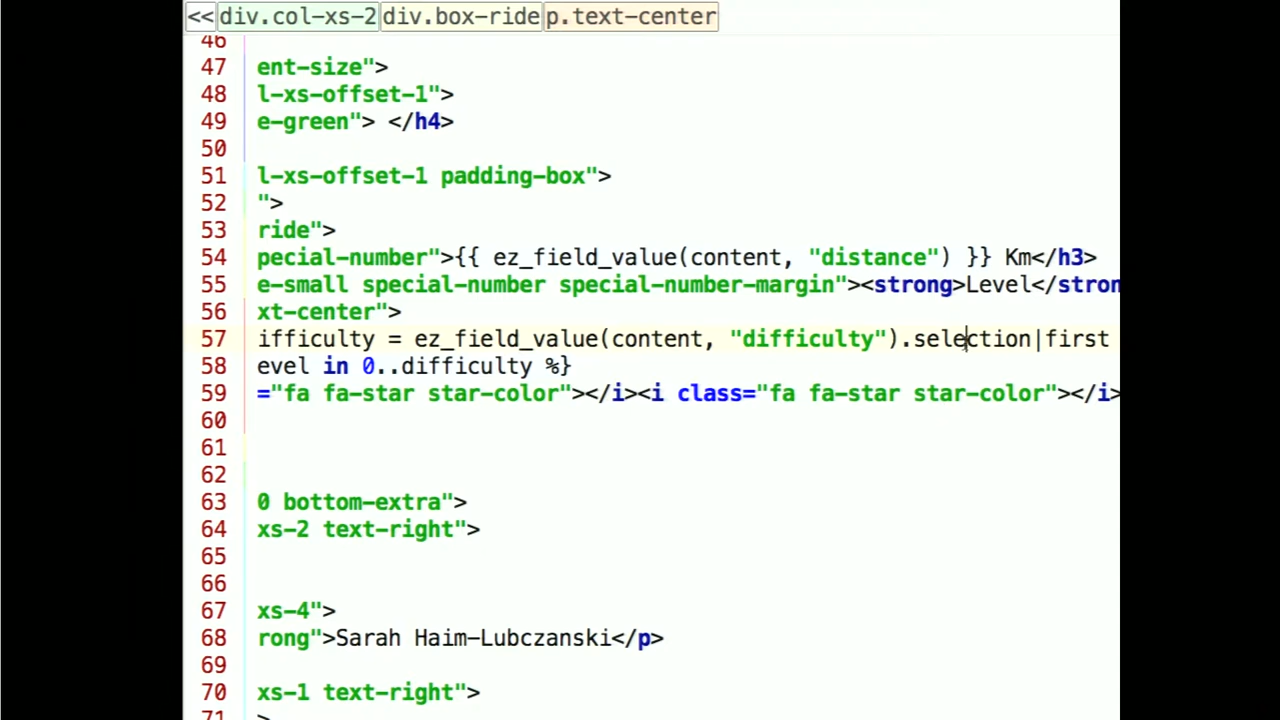 << div.col-xs-2 div.box-ride p.text-center
46
47 ent-size">
48 l-xs-offset-1">
49 e-green"> </h4>
50
51 l-xs-offset-1 padding-box">
52 ">
53 ride">
54 pecial-number">{{ ez_field_value(content, "distance") }} Km</h3>
55 e-small special-number special-number-margin"><strong>Level</stron
56 xt-center">
57 ifficulty = ez_field_value(content, "difficulty").selection|first
58 evel in 0..difficulty %}
59 ="fa fa-star star-color"></i><i class="fa fa-star star-color"></i>
60
61
62
63 0 bottom-extra">
64 xs-2 text-right">
65
66
67 xs-4">
68 rong">Sarah Haim-Lubczanski</p>
69
70 xs-1 text-right">
71 >